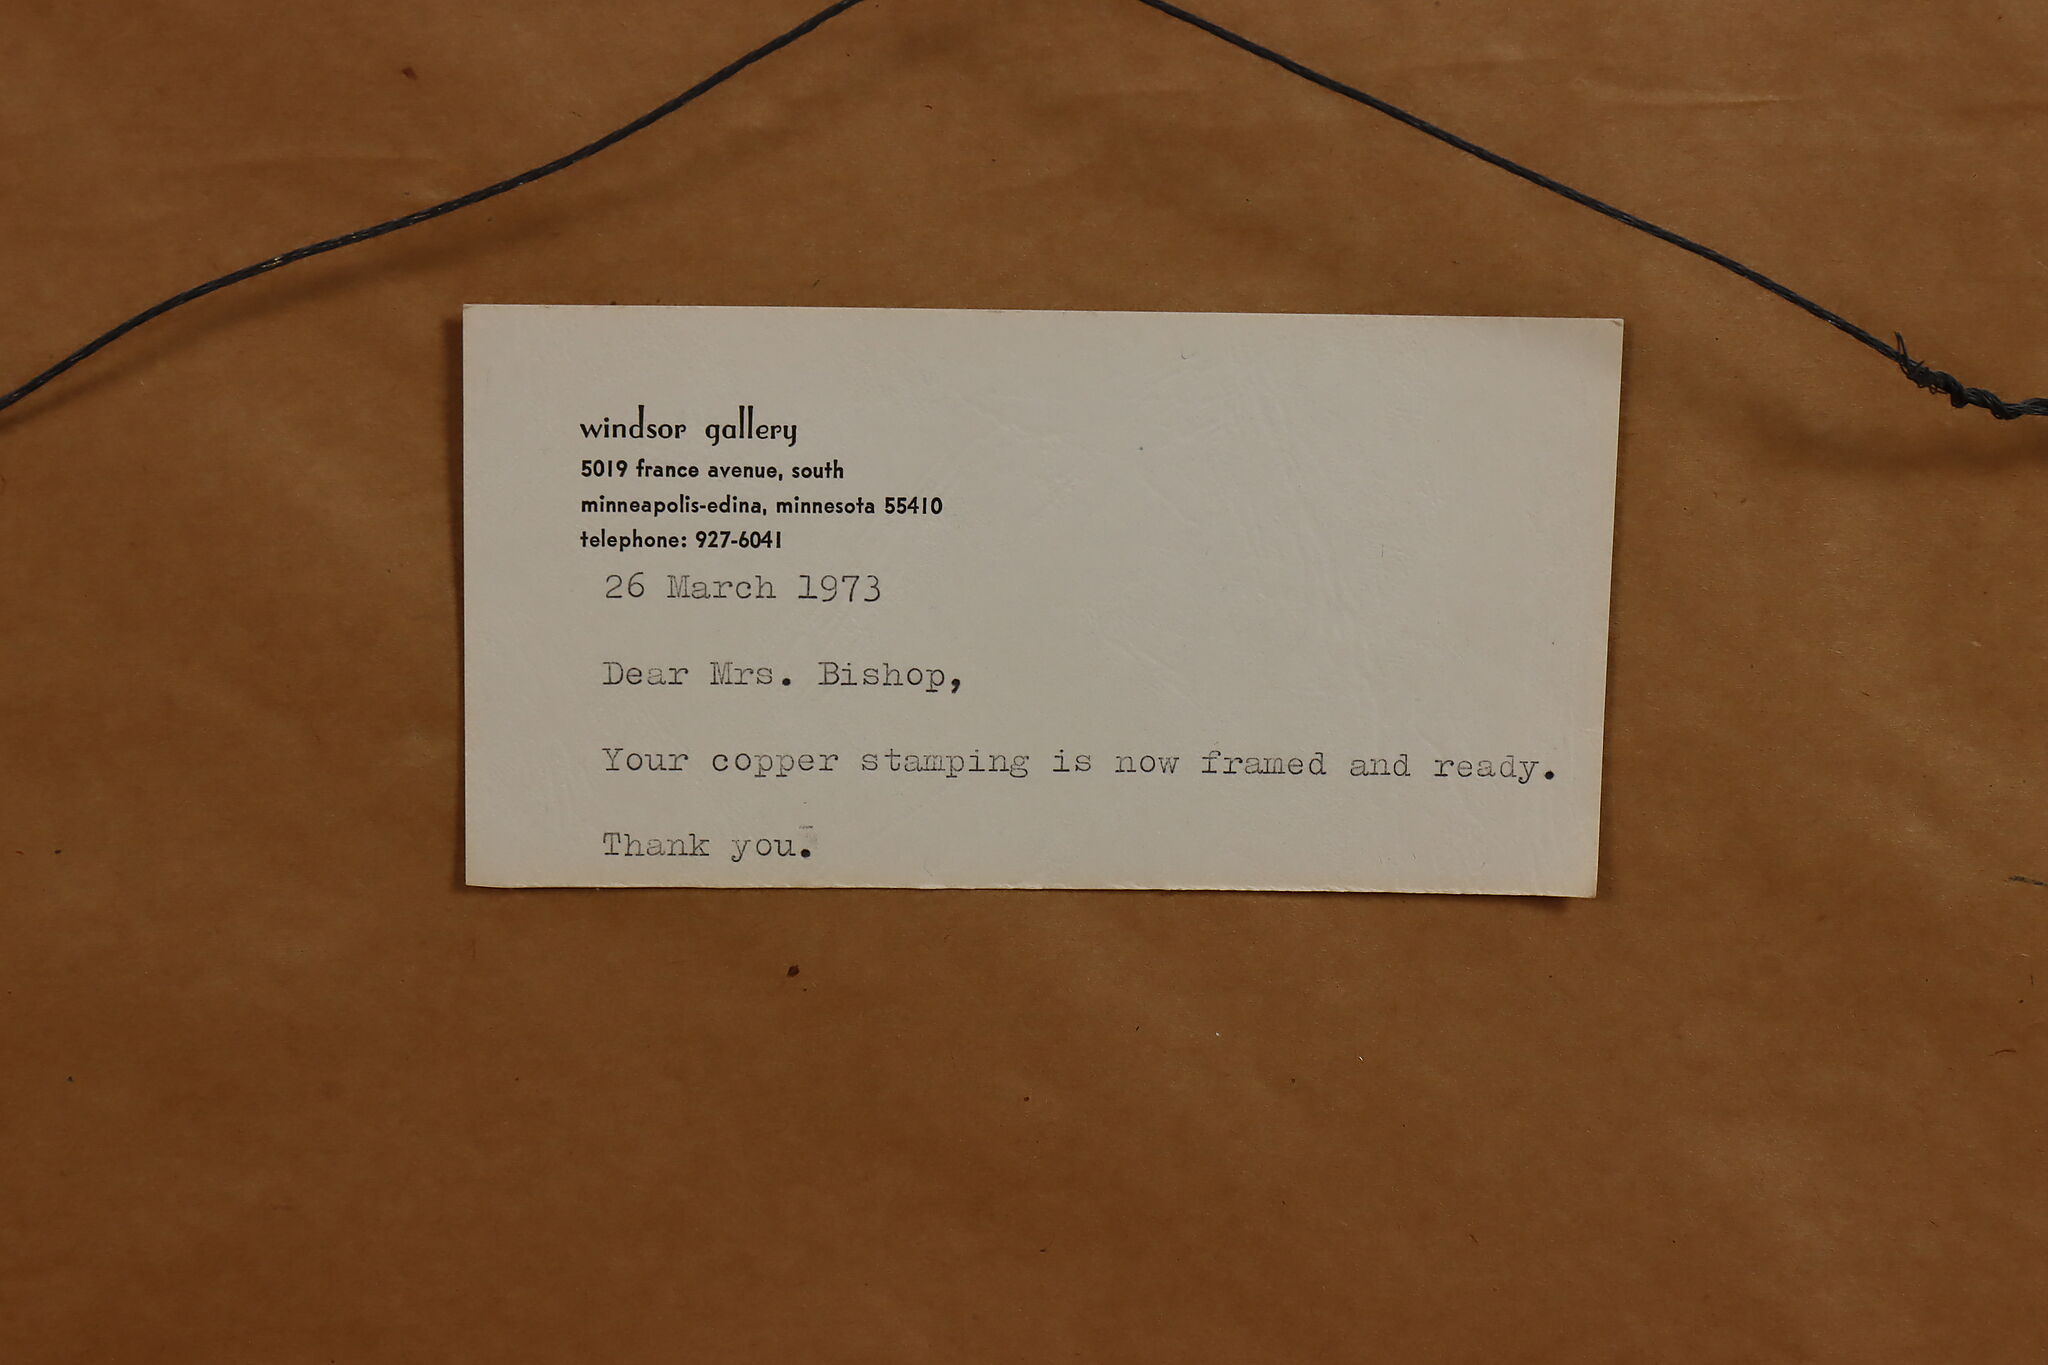 windsor gallery
5019 france avenue, south
minneapolis-edina, minnesota 55410
telephone: 927-6041
26 March 1973
Dear Mrs. Bishop,
Your copper stamping is now framed and ready.
Thank you.